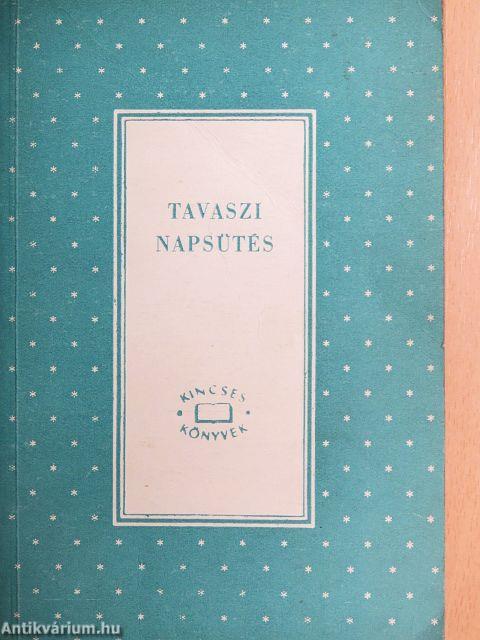 TAVASZI
NAPSÜTÉS
KINCSES
KÖNYVEK
Antikvárium.hu